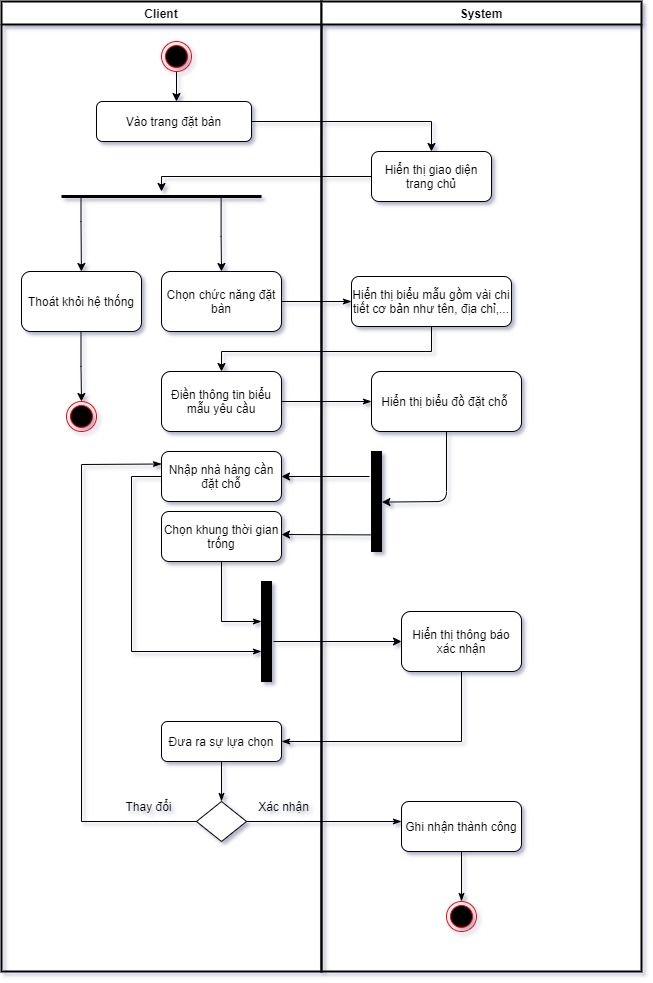 Client
System
Vào trang đặt bàn
Hiển thị giao diện
trang chủ
Thoát khỏi hệ thống
Chọn chức năng đặt
bàn
Hiển thị biểu mẫu gồm vài chi
tiết cơ bản như tên, địa chỉ,...
Điền thông tin biểu
mẫu yêu cầu
Hiển thị biểu đồ đặt chỗ
Nhập nhà hàng cần
đặt chỗ
Chọn khung thời gian
trống
Hiển thị thông báo
xác nhận
Đưa ra sự lựa chọn
Thay đổi
Xác nhận
Ghi nhận thành công